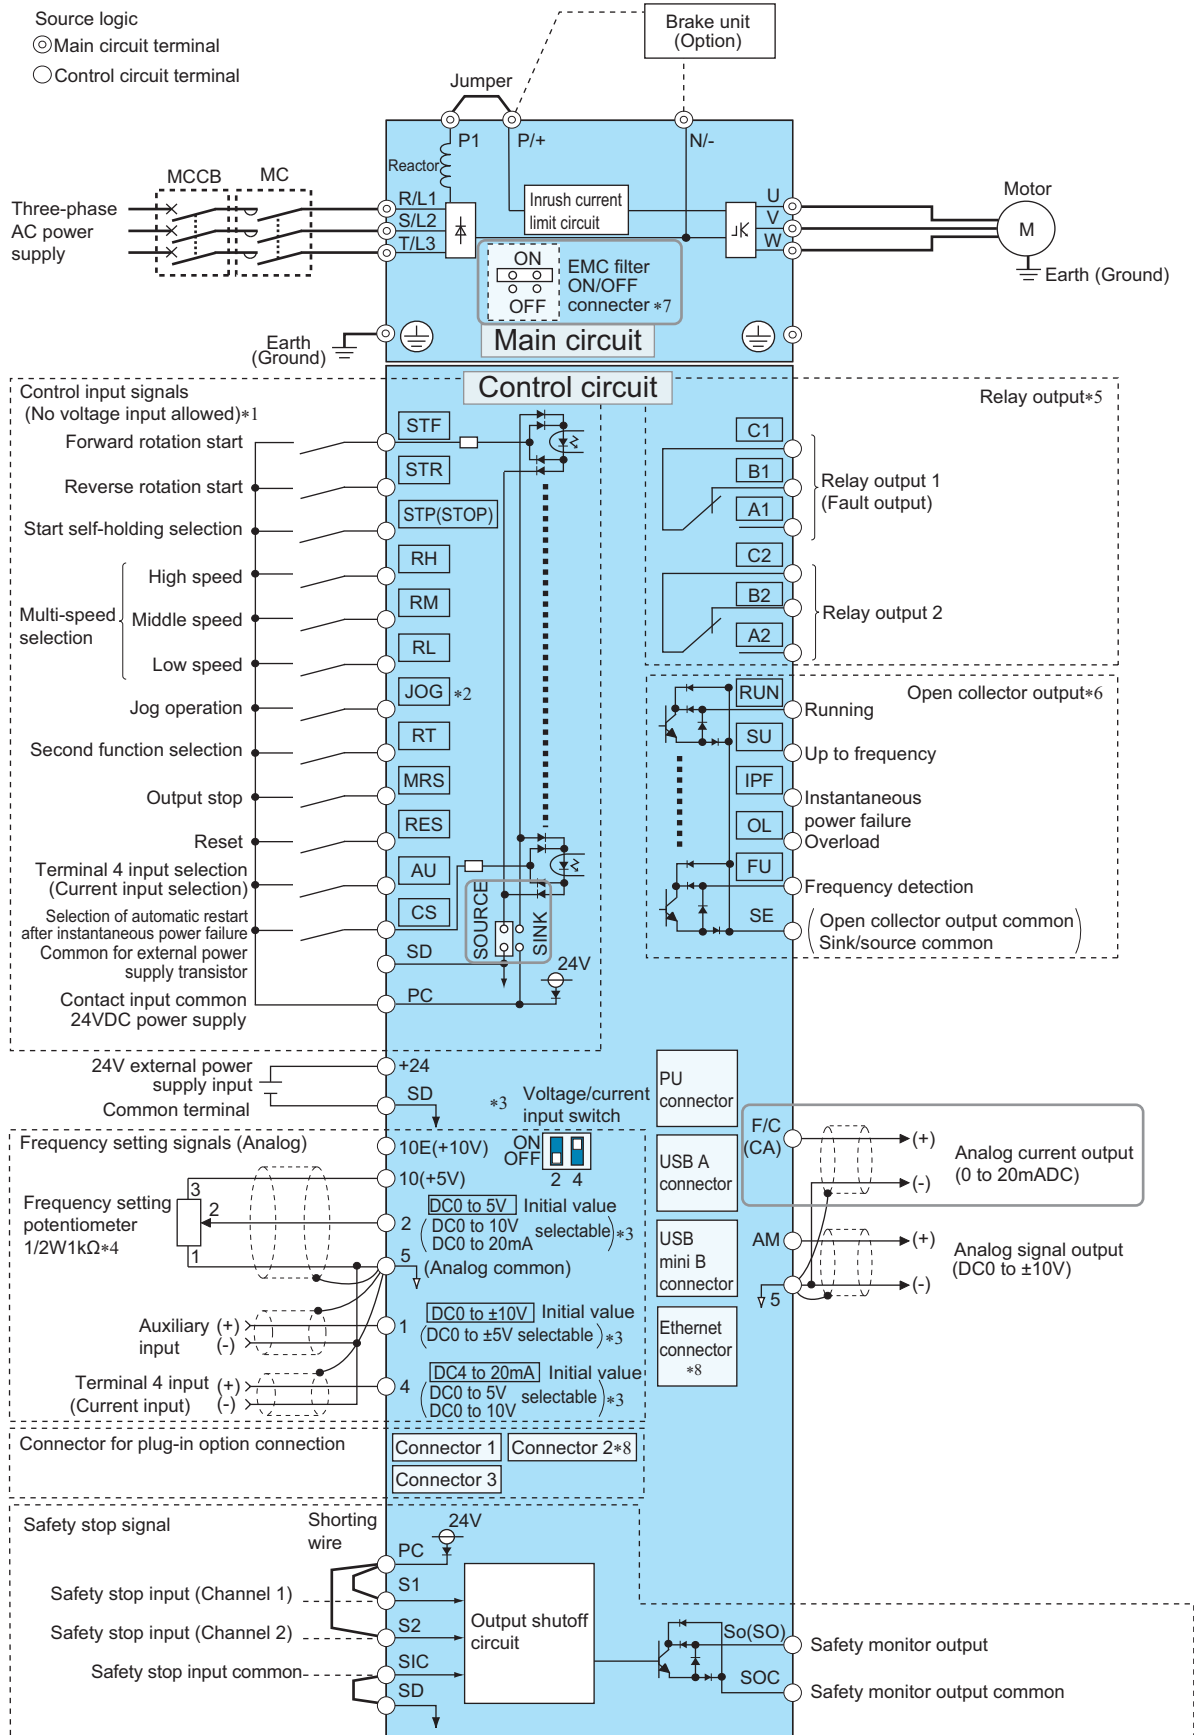 Source logic
Main circuit terminal
Control circuit terminal
Brake unit
(Option)
Jumper
P1
P/+
N/-
Reactor
MCCB
MC
R/L1
S/L2
T/L3
Three-phase
AC power
supply
Inrush current
limit circuit
U
V
W
Motor
M
Earth (Ground)
ON
OFF
EMC filter
ON/OFF
connecter *7
Main circuit
Earth
(Ground)
Control circuit
Control input signals
(No voltage input allowed)*1
Forward rotation start
STF
Reverse rotation start
STR
Start self-holding selection
STP(STOP)
Multi-speed
selection
High speed
RH
Middle speed
RM
Low speed
RL
Jog operation
JOG *2
Second function selection
RT
Output stop
MRS
Reset
RES
Terminal 4 input selection
(Current input selection)
AU
Selection of automatic restart
after instantaneous power failure
CS
Common for external power
supply transistor
SD
Contact input common
24VDC power supply
PC
SOURCE
SINK
24V
Relay output*5
C1
B1
A1
Relay output 1
(Fault output)
C2
B2
A2
Relay output 2
Open collector output*6
RUN
Running
SU
Up to frequency
IPF
Instantaneous
power failure
OL
Overload
FU
Frequency detection
SE
(Open collector output common
Sink/source common)
24V external power
supply input
+24
Common terminal
SD
*3 Voltage/current
input switch
ON
OFF
2 4
PU
connector
USB A
connector
USB
mini B
connector
Ethernet
connector
*8
F/C
(CA)
(+)
(-)
Analog current output
(0 to 20mADC)
AM
5
(+)
(-)
Analog signal output
(DC0 to ±10V)
Frequency setting signals (Analog)
10E(+10V)
10(+5V)
Frequency setting
potentiometer
1/2W1kΩ*4
3
2
1
2
DC0 to 5V Initial value
(DC0 to 10V
DC0 to 20mA selectable)*3
5
(Analog common)
Auxiliary
input
(+)
(-)
1
DC0 to ±10V Initial value
(DC0 to ±5V selectable)*3
Terminal 4 input
(Current input)
(+)
(-)
4
DC4 to 20mA Initial value
(DC0 to 5V
DC0 to 10V selectable)*3
Connector for plug-in option connection
Connector 1
Connector 2*8
Connector 3
Safety stop signal
Shorting
wire
24V
PC
Safety stop input (Channel 1)
S1
Safety stop input (Channel 2)
S2
Safety stop input common
SIC
SD
Output shutoff
circuit
So(SO)
Safety monitor output
SOC
Safety monitor output common